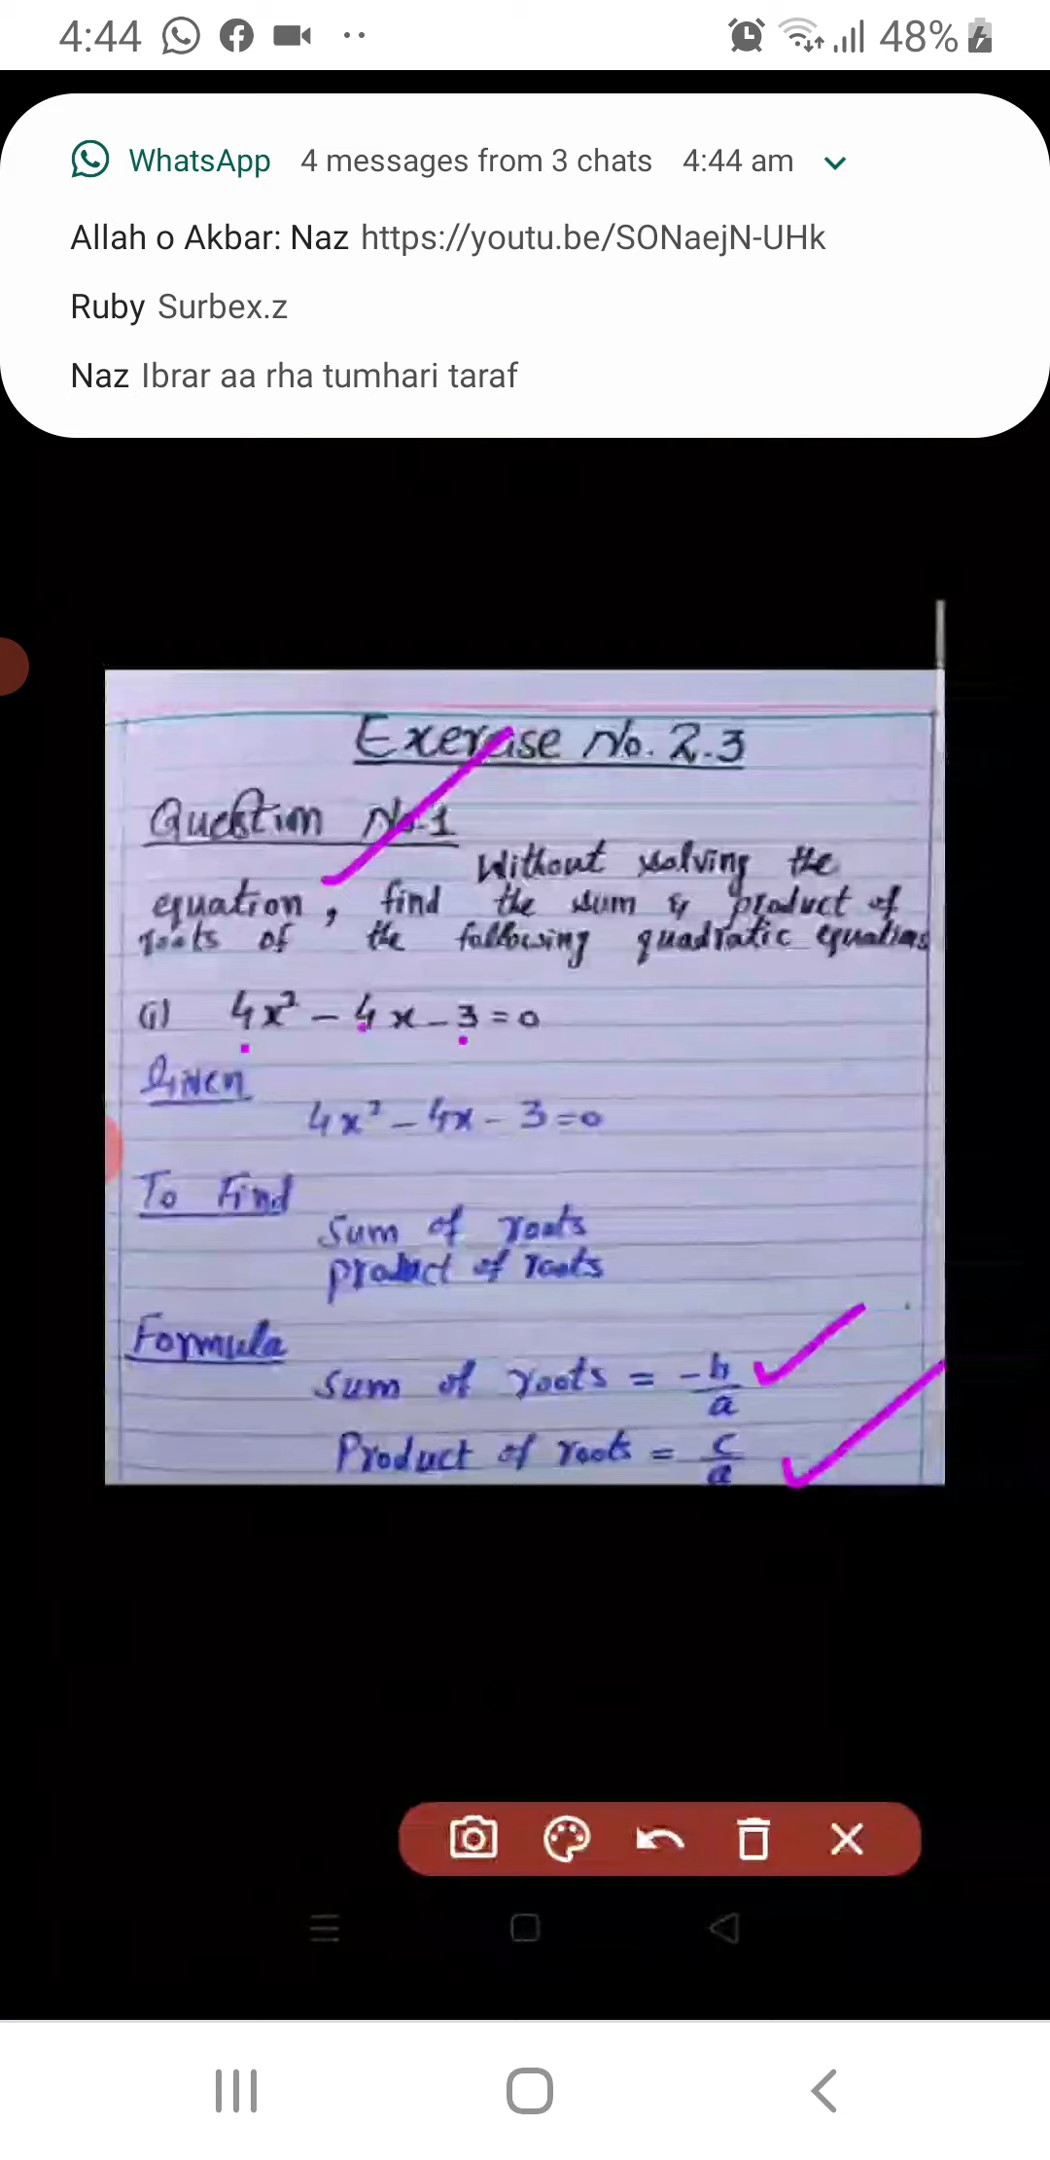 4:44 48%
WhatsApp 4 messages from 3 chats 4:44 am
Allah o Akbar: Naz https://youtu.be/SONaejN-UHk
Ruby Surbex.z
Naz Ibrar aa rha tumhari taraf
Exercise No. 2.3
Question No.1
Without solving the
equation, find the sum & product of
roots of the following quadratic equations
(i) 4x² - 4x - 3 = 0
Given
4x² - 4x - 3 = 0
To Find
Sum of roots
product of roots
Formula
Sum of roots = -b/a
Product of roots = c/a